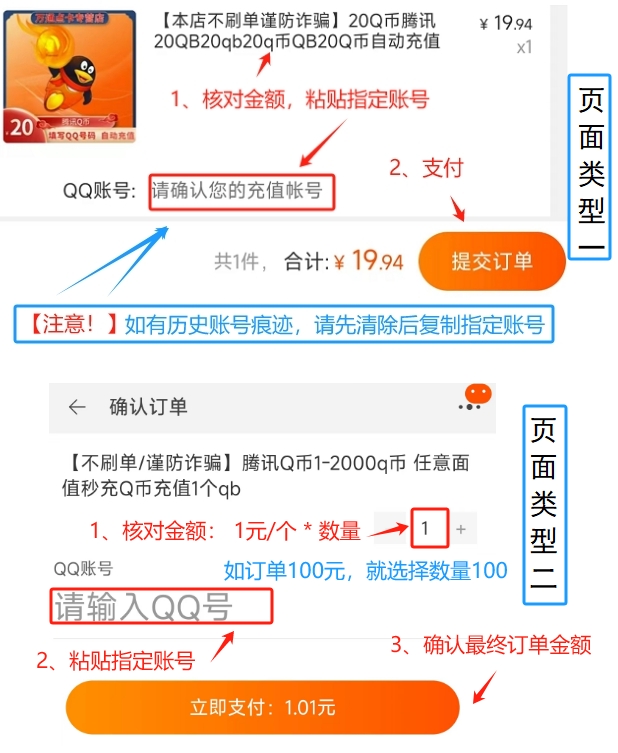 万通点卡专营店
20
腾讯Q币
填写QQ号码 自动充值
【本店不刷单谨防诈骗】20Q币腾讯
20QB20qb20q币QB20Q币自动充值
¥ 19.94
x1
1、核对金额，粘贴指定账号
2、支付
QQ账号:
请确认您的充值帐号
共1件，
合计:¥ 19.94
提交订单
页面类型一
【注意！】如有历史账号痕迹，请先清除后复制指定账号
← 确认订单
【不刷单/谨防诈骗】腾讯Q币1-2000q币 任意面
值秒充Q币充值1个qb
1、核对金额： 1元/个 * 数量
1 +
QQ账号
如订单100元，就选择数量100
请输入QQ号
2、粘贴指定账号
3、确认最终订单金额
立即支付：1.01元
页面类型二